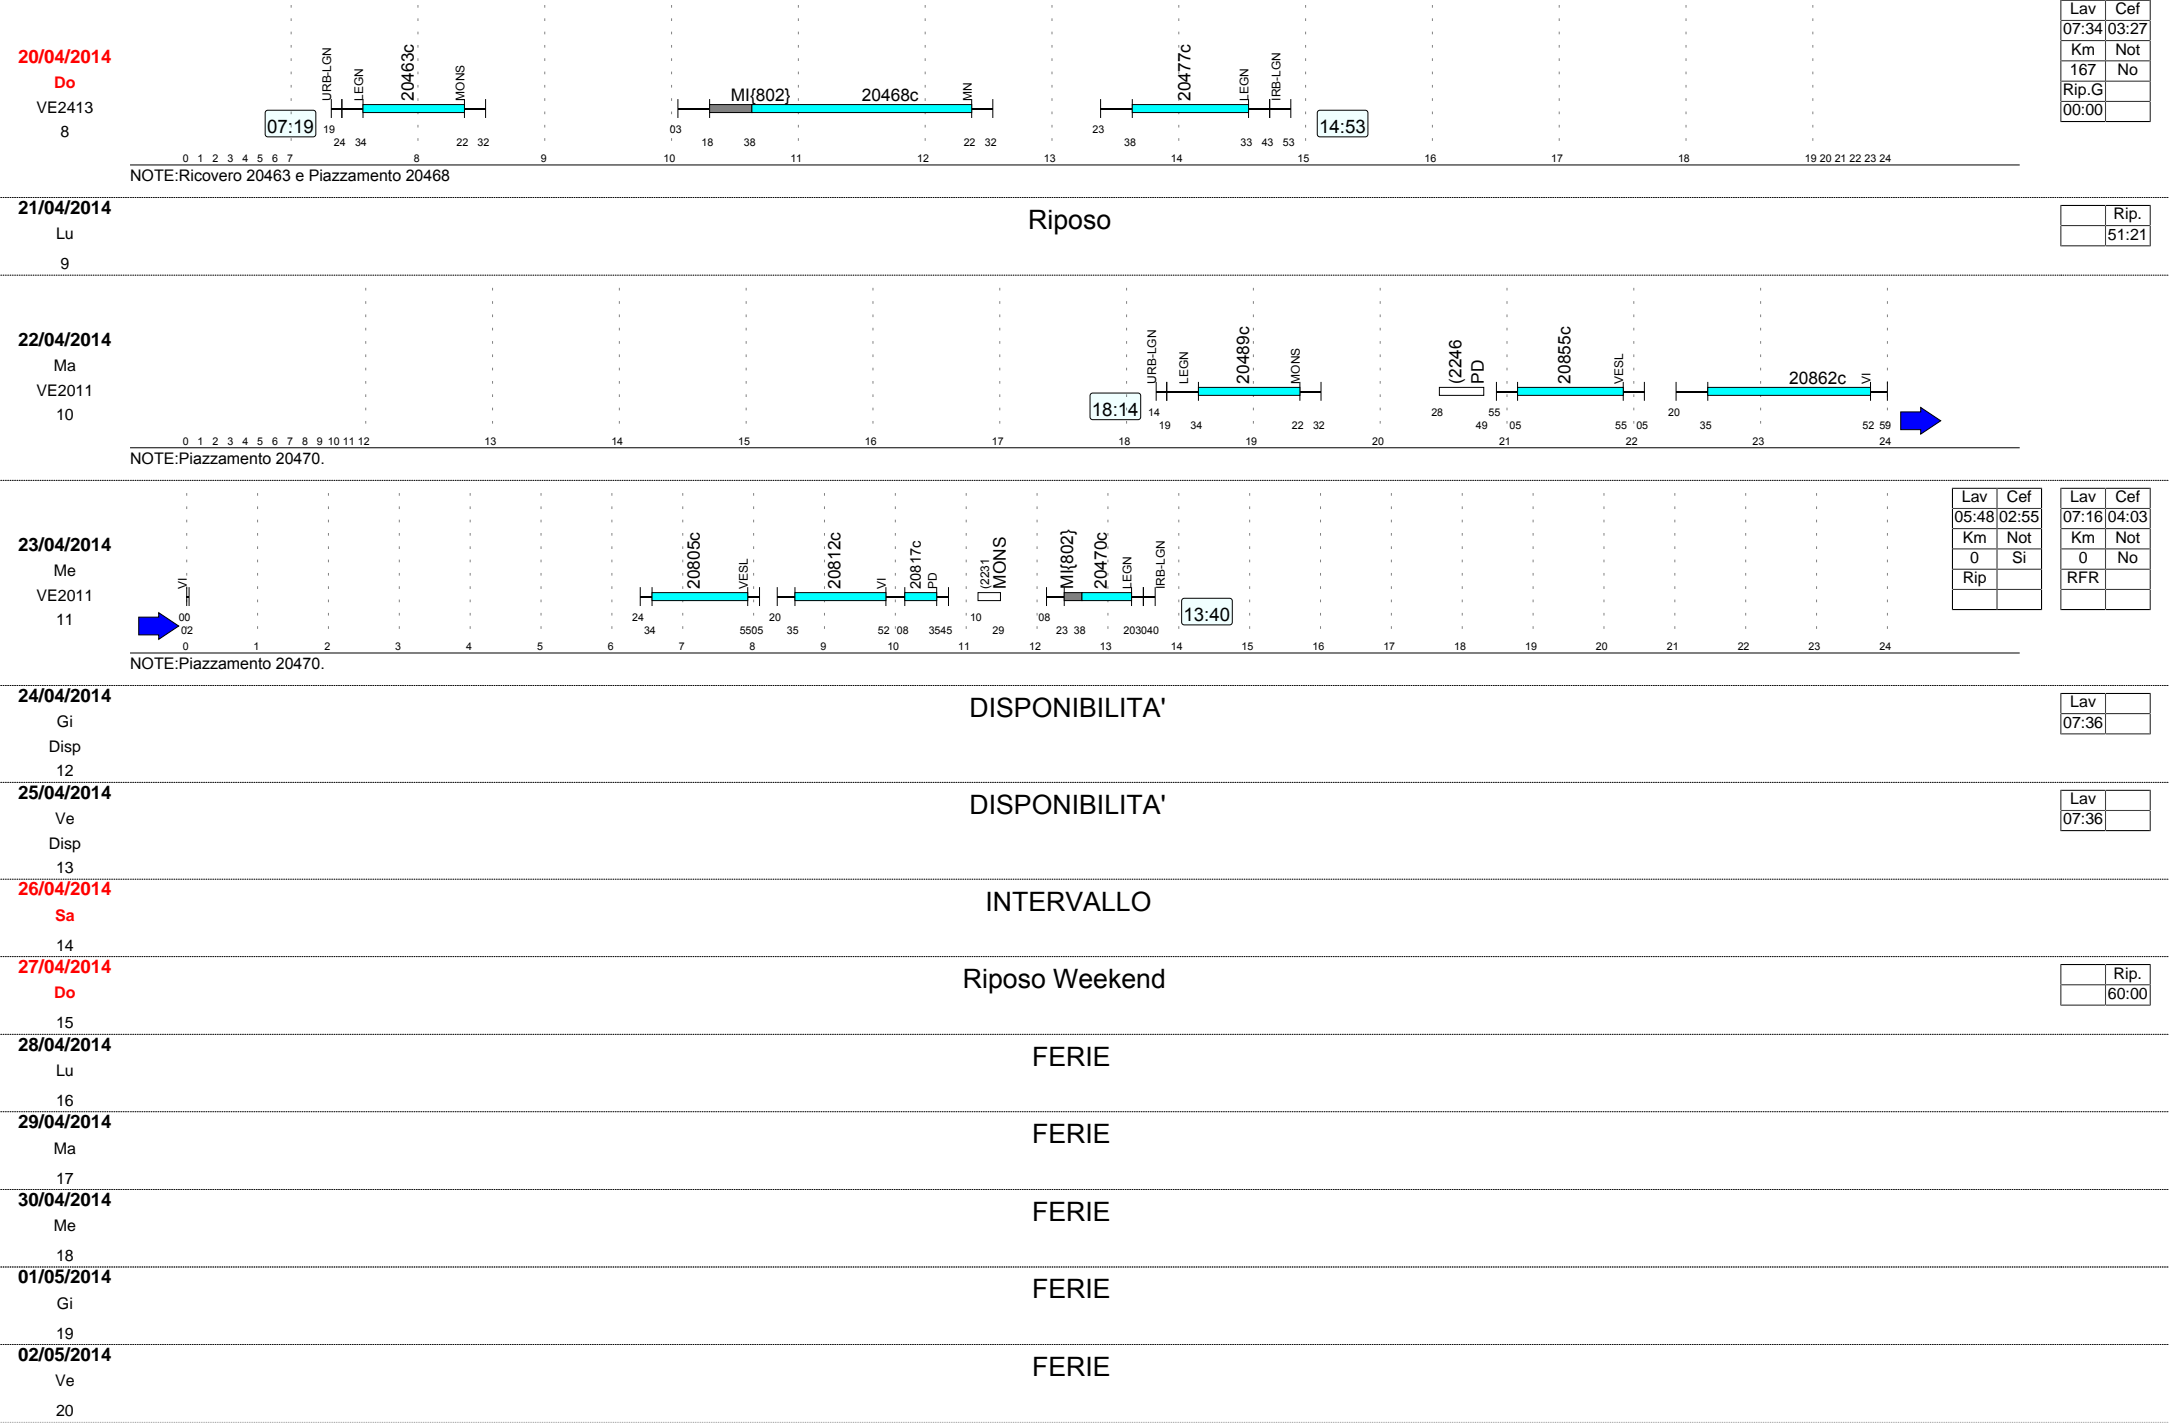 Lav Cef
07:34 03:27
Km Not
167 No
Rip.G
00:00
20/04/2014
Do
VE2413
8
07:19
URB-LGN LEGN 20463c MONS MI{802} 20468c MN 20477c LEGN IRB-LGN
14:53
19 03 23
24 34 22 32 18 38 22 32 38 33 43 53
0 1 2 3 4 5 6 7 8 9 10 11 12 13 14 15 16 17 18 19 20 21 22 23 24
NOTE:Ricovero 20463 e Piazzamento 20468
21/04/2014
Lu
9
Riposo
Rip.
51:21
22/04/2014
Ma
VE2011
10
18:14
URB-LGN LEGN 20489c MONS (2246 PD 20855c VESL 20862c VI
14 28 55 20
19 34 22 32 49 05 55 05 35 52 59
0 1 2 3 4 5 6 7 8 9 10 11 12 13 14 15 16 17 18 19 20 21 22 23 24
NOTE:Piazzamento 20470.
23/04/2014
Me
VE2011
11
VI 20805c VESL 20812c VI 20817c PD (2231 MONS MI{802} 20470c LEGN IRB-LGN
13:40
00 24 20 10 08
02 34 5505 35 52 08 3545 29 23 38 203040
0 1 2 3 4 5 6 7 8 9 10 11 12 13 14 15 16 17 18 19 20 21 22 23 24
NOTE:Piazzamento 20470.
Lav Cef Lav Cef
05:48 02:55 07:16 04:03
Km Not Km Not
0 Si 0 No
Rip RFR
24/04/2014
Gi
Disp
12
DISPONIBILITA'
Lav
07:36
25/04/2014
Ve
Disp
13
DISPONIBILITA'
Lav
07:36
26/04/2014
Sa
14
INTERVALLO
27/04/2014
Do
15
Riposo Weekend
Rip.
60:00
28/04/2014
Lu
16
FERIE
29/04/2014
Ma
17
FERIE
30/04/2014
Me
18
FERIE
01/05/2014
Gi
19
FERIE
02/05/2014
Ve
20
FERIE